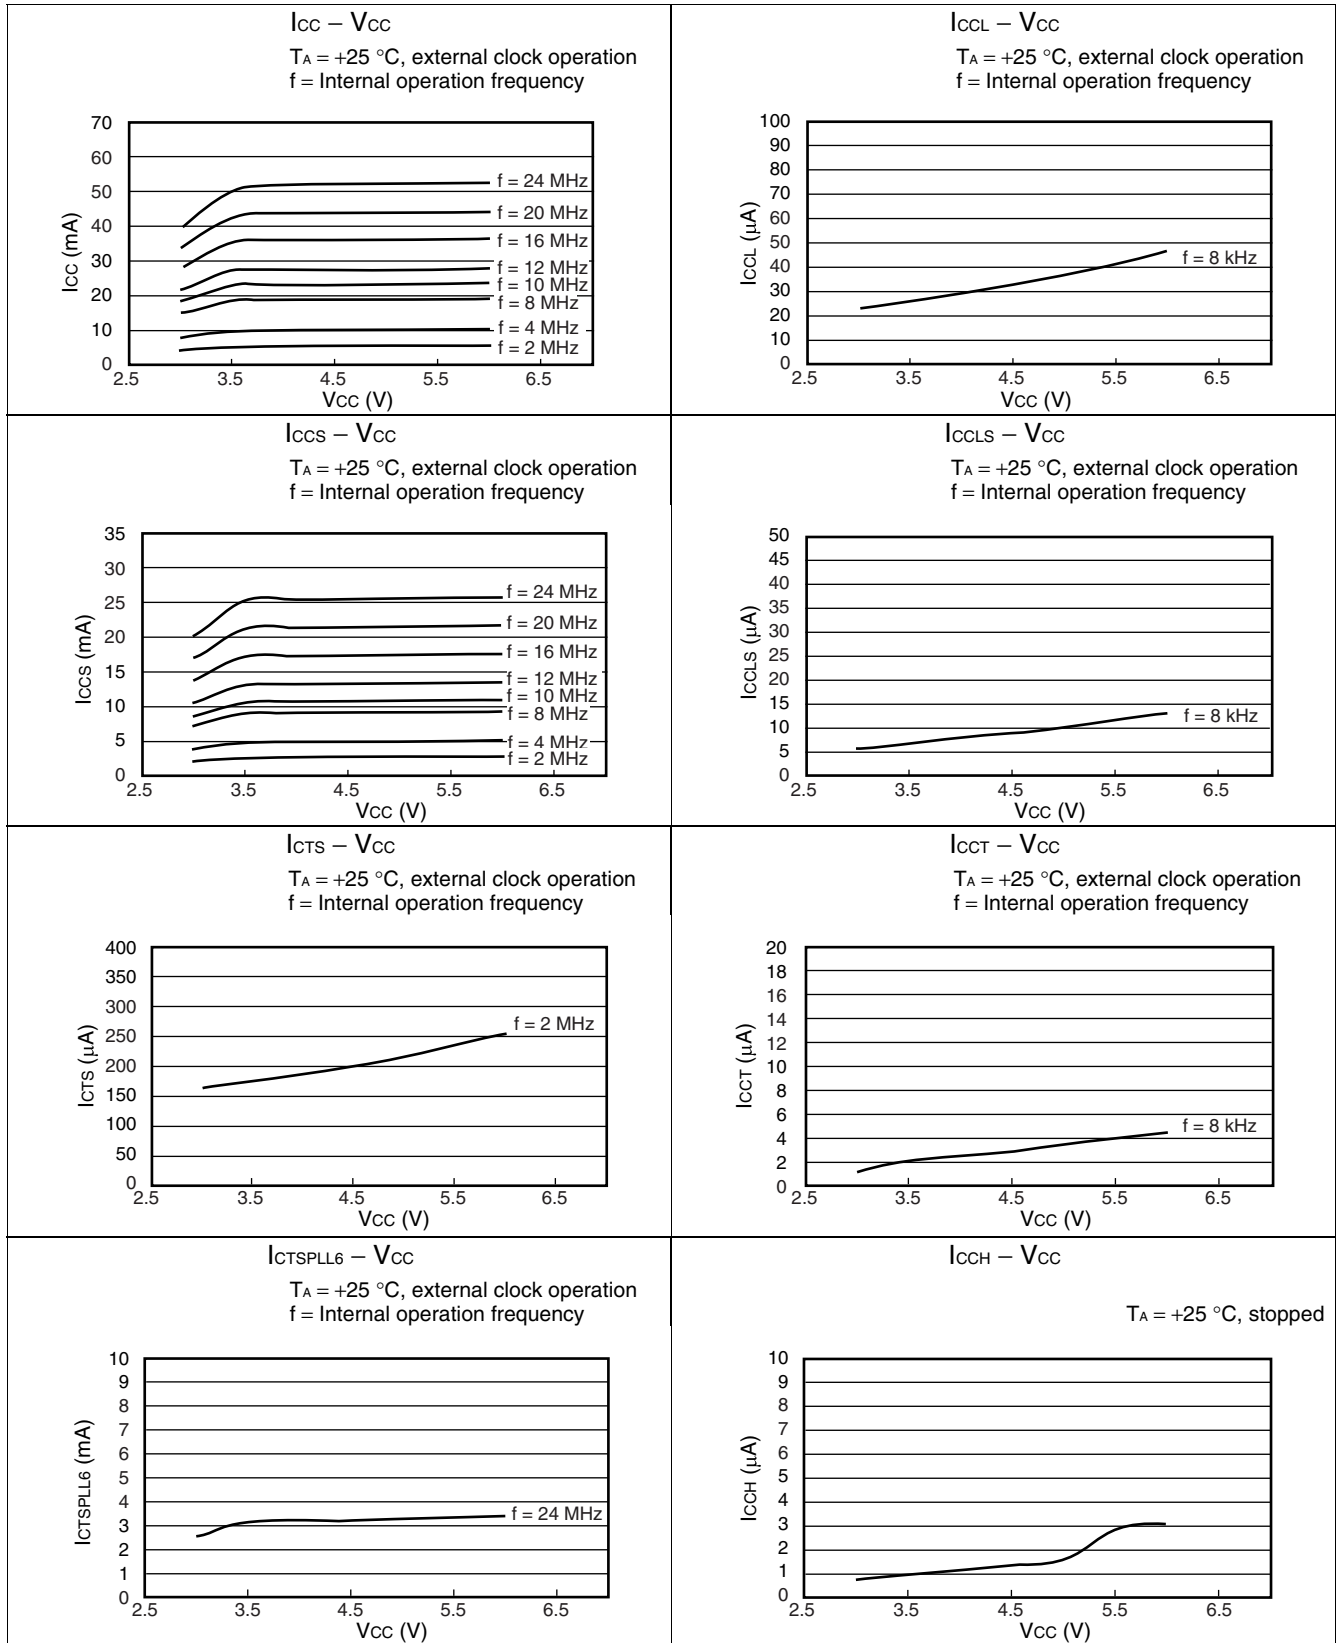 ICC – VCC
TA = +25 °C, external clock operation
f = Internal operation frequency
70
60
50
40
30
20
10
0
ICC (mA)
f = 24 MHz
f = 20 MHz
f = 16 MHz
f = 12 MHz
f = 10 MHz
f = 8 MHz
f = 4 MHz
f = 2 MHz
2.5 3.5 4.5 5.5 6.5
VCC (V)
ICCL – VCC
TA = +25 °C, external clock operation
f = Internal operation frequency
100
90
80
70
60
50
40
30
20
10
0
ICCL (µA)
f = 8 kHz
2.5 3.5 4.5 5.5 6.5
VCC (V)
ICCS – VCC
TA = +25 °C, external clock operation
f = Internal operation frequency
35
30
25
20
15
10
5
0
ICCS (mA)
f = 24 MHz
f = 20 MHz
f = 16 MHz
f = 12 MHz
f = 10 MHz
f = 8 MHz
f = 4 MHz
f = 2 MHz
2.5 3.5 4.5 5.5 6.5
VCC (V)
ICCLS – VCC
TA = +25 °C, external clock operation
f = Internal operation frequency
50
45
40
35
30
25
20
15
10
5
0
ICCLS (µA)
f = 8 kHz
2.5 3.5 4.5 5.5 6.5
VCC (V)
ICTS – VCC
TA = +25 °C, external clock operation
f = Internal operation frequency
400
350
300
250
200
150
100
50
0
ICTS (µA)
f = 2 MHz
2.5 3.5 4.5 5.5 6.5
VCC (V)
ICCT – VCC
TA = +25 °C, external clock operation
f = Internal operation frequency
20
18
16
14
12
10
8
6
4
2
0
ICCT (µA)
f = 8 kHz
2.5 3.5 4.5 5.5 6.5
VCC (V)
ICTSPLL6 – VCC
TA = +25 °C, external clock operation
f = Internal operation frequency
10
9
8
7
6
5
4
3
2
1
0
ICTSPLL6 (mA)
f = 24 MHz
2.5 3.5 4.5 5.5 6.5
VCC (V)
ICCH – VCC
TA = +25 °C, stopped
10
9
8
7
6
5
4
3
2
1
0
ICCH (µA)
2.5 3.5 4.5 5.5 6.5
VCC (V)